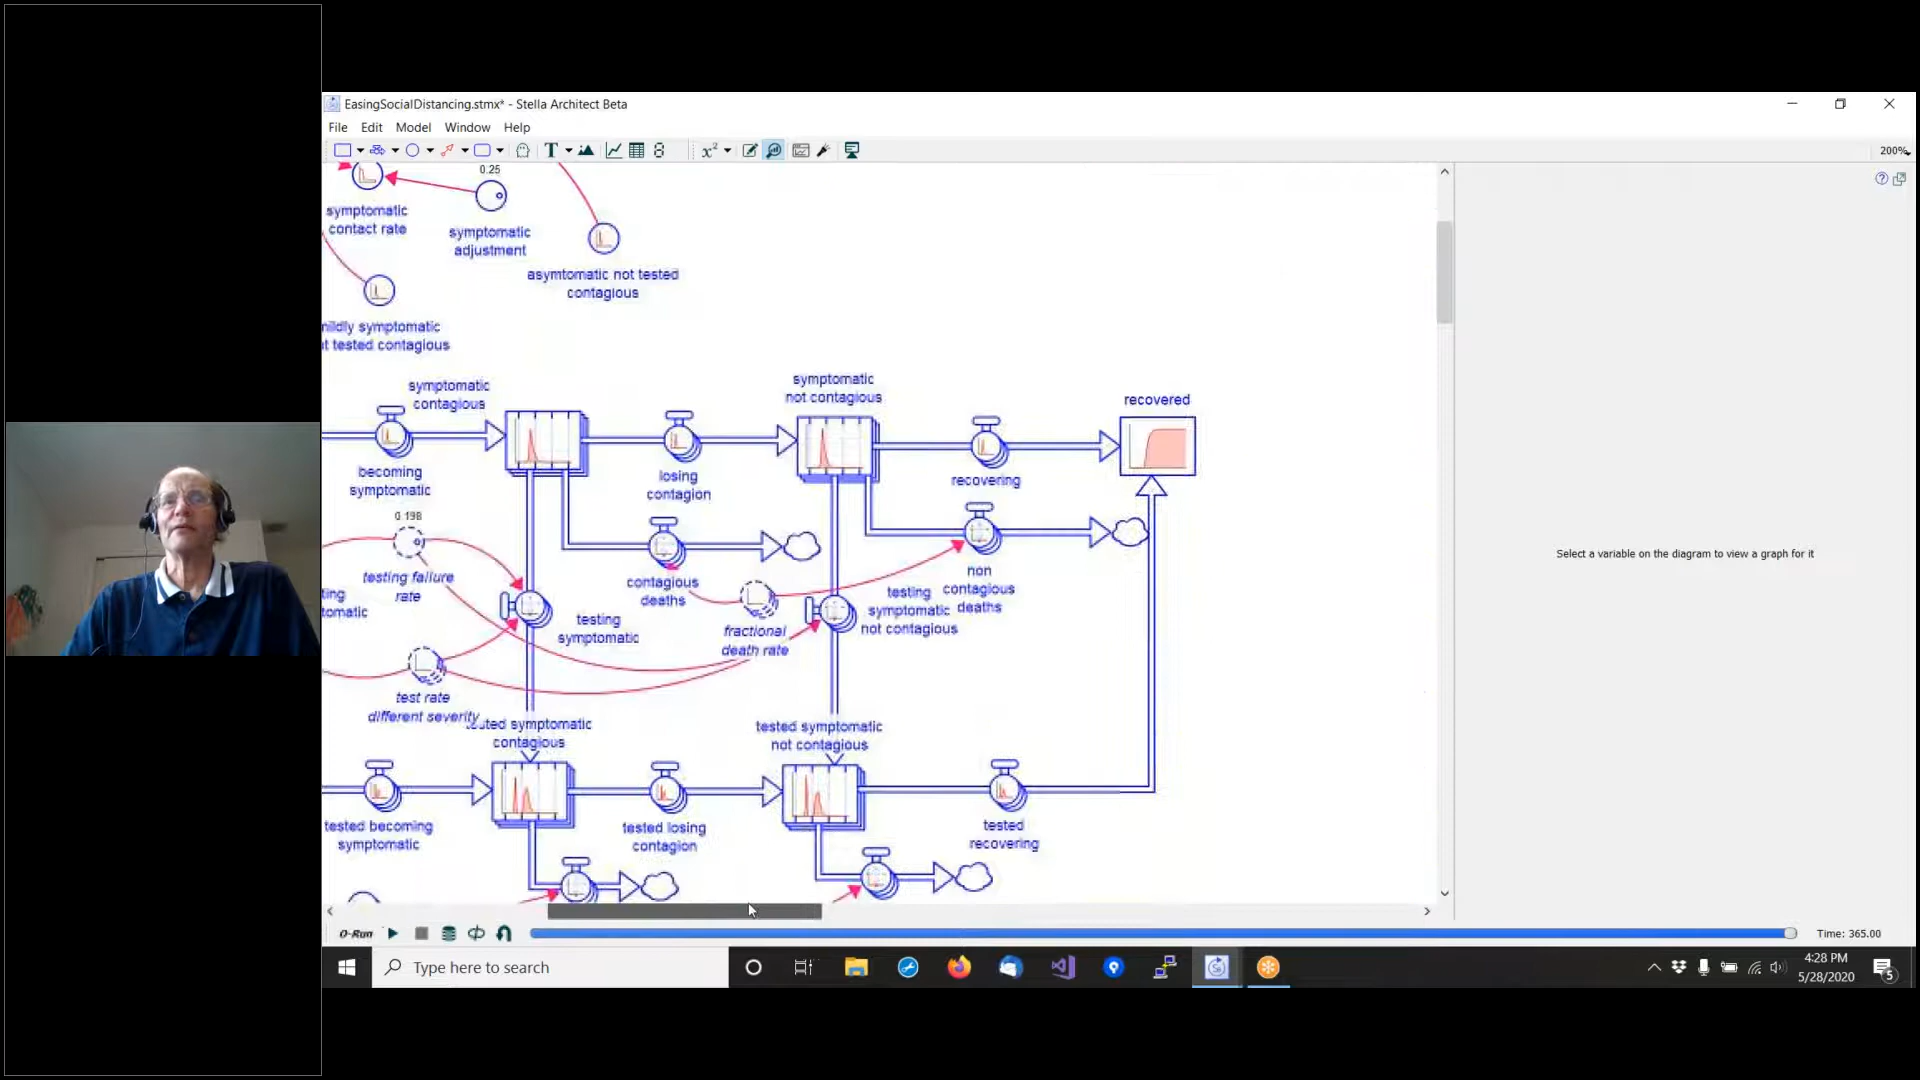 EasingSocialDistancing.stmx* - Stella Architect Beta
File Edit Model Window Help
200%
0.25
symptomatic
contact rate
symptomatic
adjustment
asymtomatic not tested
contagious
mildly symptomatic
t tested contagious
symptomatic
contagious
symptomatic
not contagious
recovered
becoming
symptomatic
losing
contagion
recovering
0.198
testing failure
rate
ting
tomatic
contagious
deaths
non
contagious
deaths
testing
symptomatic
fractional
death rate
testing
symptomatic
not contagious
test rate
different severity
tested symptomatic
contagious
tested symptomatic
not contagious
tested becoming
symptomatic
tested losing
contagion
tested
recovering
Select a variable on the diagram to view a graph for it
O-Run
Time: 365.00
Type here to search
4:28 PM
5/28/2020
5